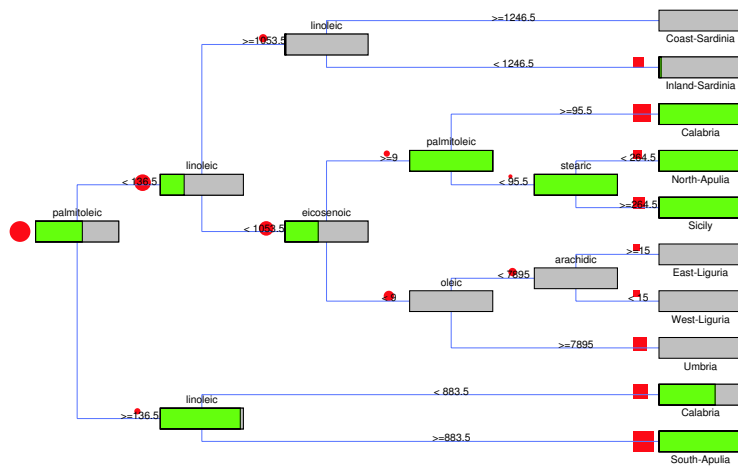 linoleic
>=1246.5
Coast-Sardinia
>=1053.5
< 1246.5
Inland-Sardinia
palmitoleic
>=95.5
Calabria
linoleic
>=9
stearic
< 264.5
North-Apulia
< 136.5
< 95.5
>=264.5
Sicily
palmitoleic
eicosenoic
< 1053.5
arachidic
>=15
East-Liguria
oleic
< 7895
< 9
< 15
West-Liguria
>=7895
Umbria
linoleic
< 883.5
Calabria
>=136.5
>=883.5
South-Apulia